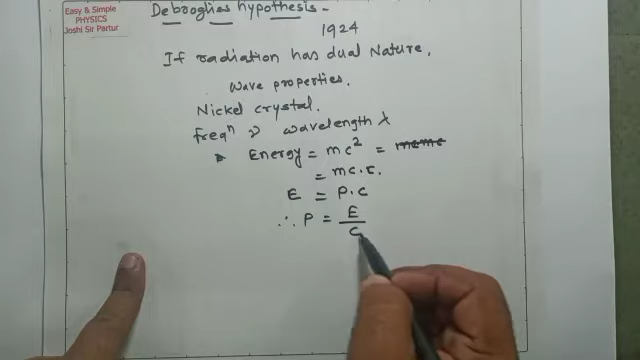 Easy & Simple
PHYSICS
Joshi Sir Partur
Debroglies hypothesis -
1924
If radiation has dual Nature,
wave properties.
Nickel crystal.
freqⁿ ν wavelength λ
Energy = mc² =
= mc.c.
E = P.c
∴ P = E/c